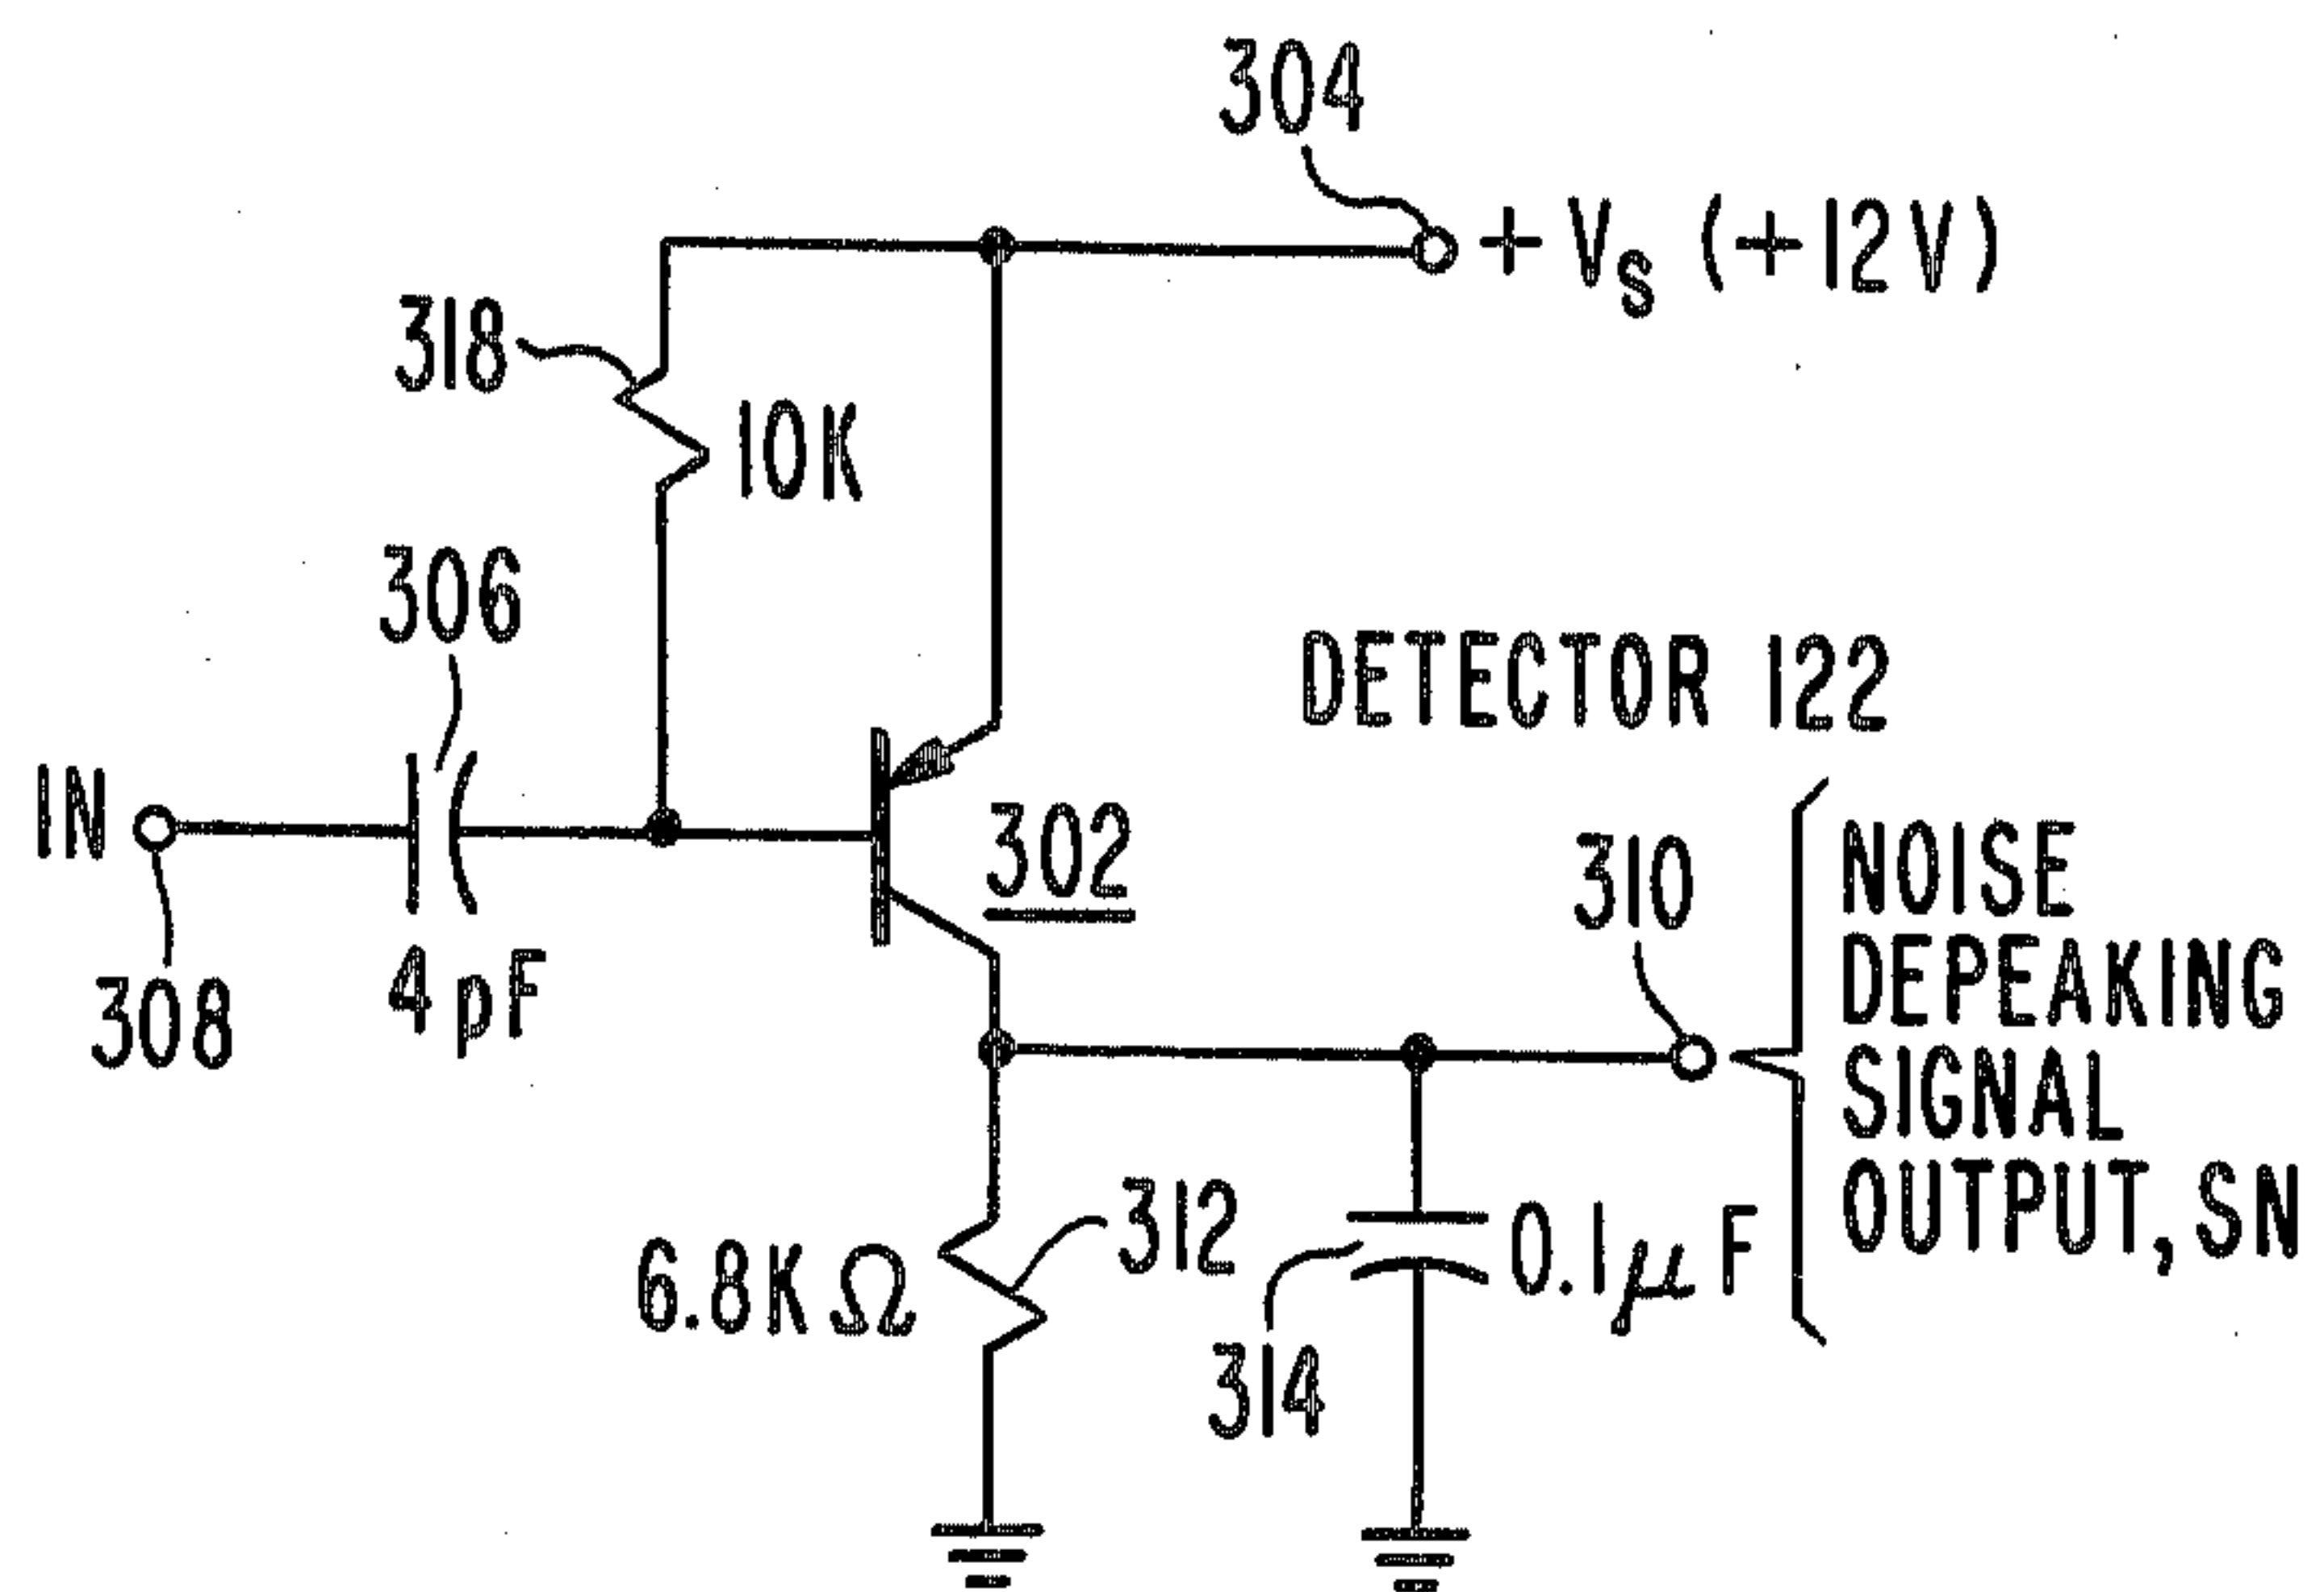 304
+ Vs (+12V)
318
10K
306
DETECTOR 122
IN
302
310
308
4pF
NOISE
DEPEAKING
SIGNAL
OUTPUT, SN
6.8KΩ
312
0.1μF
314